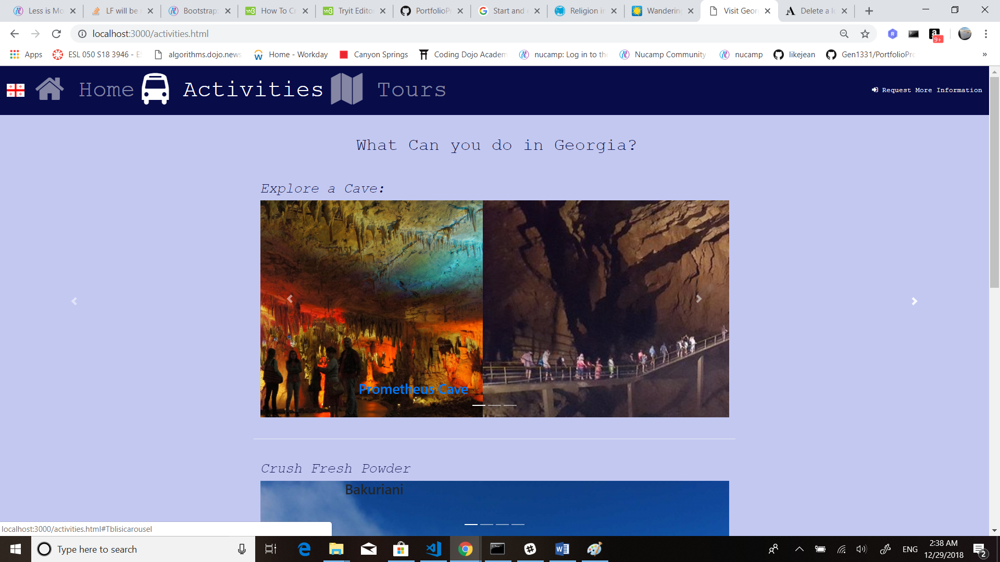 Less is Mo
LF will be
Bootstrap
How To C
Tryit Edito
PortfolioP
Start and
Religion i
Wandering
Visit Geor
Delete a l
localhost:3000/activities.html
9+
Apps
ESL 050 S18 3946 - E
algorithms.dojo.news
Home - Workday
Canyon Springs
Coding Dojo Academ
nucamp: Log in to th
Nucamp Community
nucamp
likejean
Gen1331/PortfolioPr
»
Home
Activities
Tours
Request More Information
What Can you do in Georgia?
Explore a Cave:
Prometheus Cave
Crush Fresh Powder
Bakuriani
localhost:3000/activities.html#Tblisicarousel
Type here to search
ENG
2:38 AM
12/29/2018
2